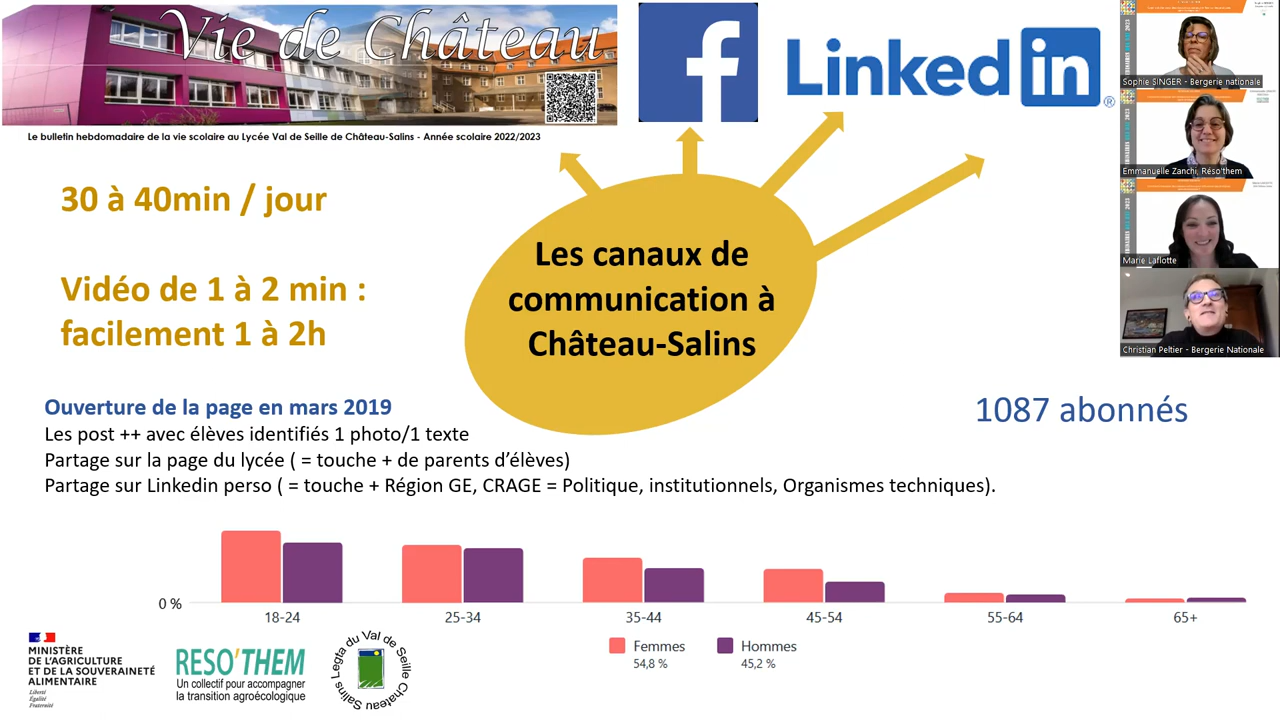 Vie de Château
Le bulletin hebdomadaire de la vie scolaire au Lycée Val de Seille de Château-Salins - Année scolaire 2022/2023
f
Linkedin
®
Sophie SINGER - Bergerie nationale
Emmanuelle Zanchi, Réso'them
Marie Laflotte
Christian Peltier - Bergerie Nationale
30 à 40min / jour
Vidéo de 1 à 2 min :
facilement 1 à 2h
Les canaux de
communication à
Château-Salins
1087 abonnés
Ouverture de la page en mars 2019
Les post ++ avec élèves identifiés 1 photo/1 texte
Partage sur la page du lycée ( = touche + de parents d'élèves)
Partage sur Linkedin perso ( = touche + Région GE, CRAGE = Politique, institutionnels, Organismes techniques).
0 %
18-24
25-34
35-44
45-54
55-64
65+
Femmes
54,8 %
Hommes
45,2 %
MINISTÈRE
DE L'AGRICULTURE
ET DE LA SOUVERAINETÉ
ALIMENTAIRE
Liberté
Égalité
Fraternité
RESO'THEM
Un collectif pour accompagner
la transition agroécologique
Legta du Val de Seille Chateau Salins